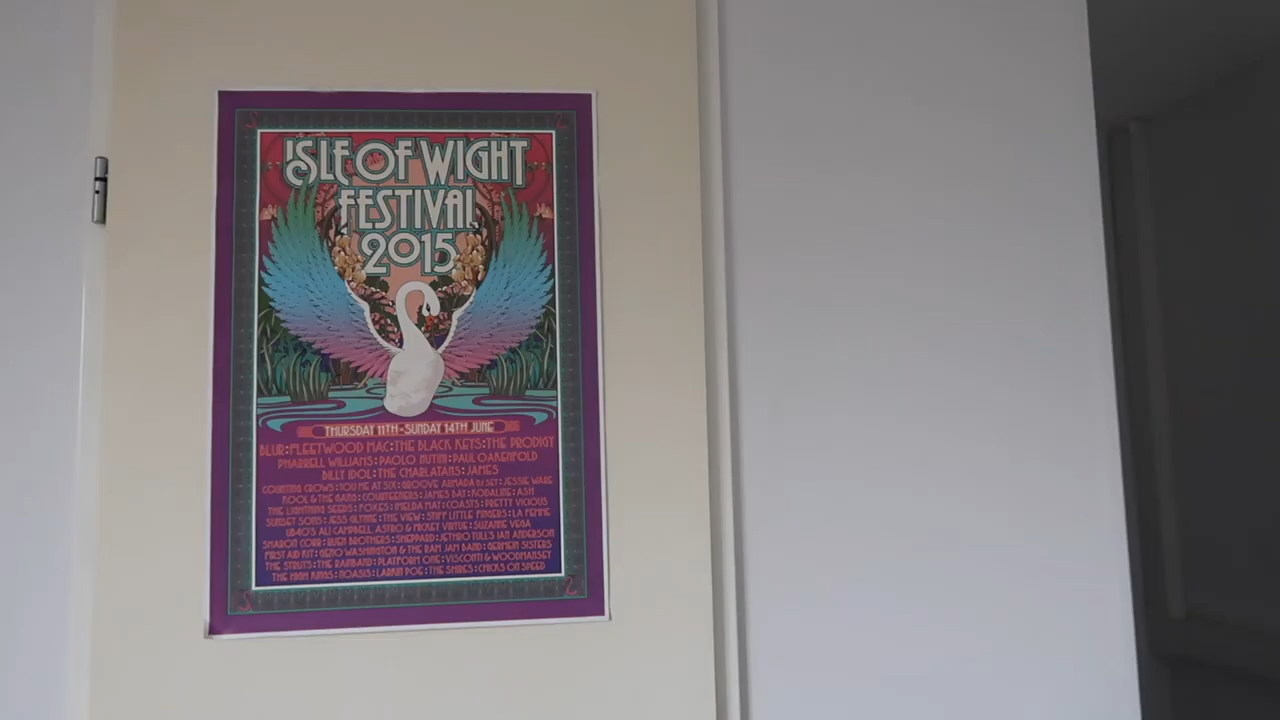 ISLE OF WIGHT
FESTIVAL
2015
THURSDAY 11TH - SUNDAY 14TH JUNE
BLUR : FLEETWOOD MAC : THE BLACK KEYS : THE PRODIGY
PHARRELL WILLIAMS : PAOLO NUTINI : PAUL OAKENFOLD
BILLY IDOL : THE CHARLATANS : JAMES
COUNTING CROWS : YOU ME AT SIX : GROOVE ARMADA DJ SET : JESSIE WARE
KOOL & THE GANG : COURTEENERS : JAMES BAY : KODALINE : ASH
THE LIGHTNING SEEDS : FOXES : IMELDA MAY : COASTS : PRETTY VICIOUS
SUNSET SONS : JESS GLYNNE : THE VIEW : STIFF LITTLE FINGERS : LA FEMME
UB40'S ALI CAMPBELL, ASTRO & MICKEY VIRTUE : SUZANNE VEGA
SHARON CORR : RUEN BROTHERS : SHEPPARD : JETHRO TULL'S IAN ANDERSON
FIRST AID KIT : GENO WASHINGTON & THE RAM JAM BAND : GERMEIN SISTERS
THE STRUTS : THE RAINBAND : PLATFORM ONE : VISCONTI & WOODMANSEY
THE HIGH KINGS : NOASIS : LARKIN POE : THE SHIRES : CHICKS ON SPEED